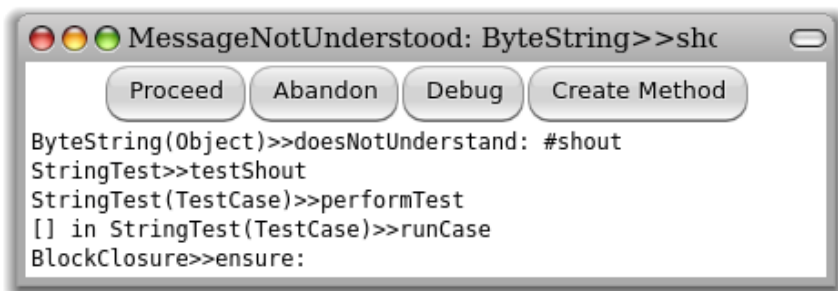 MessageNotUnderstood: ByteString>>shc
Proceed Abandon Debug Create Method
ByteString(Object)>>doesNotUnderstand: #shout
StringTest>>testShout
StringTest(TestCase)>>performTest
[] in StringTest(TestCase)>>runCase
BlockClosure>>ensure: